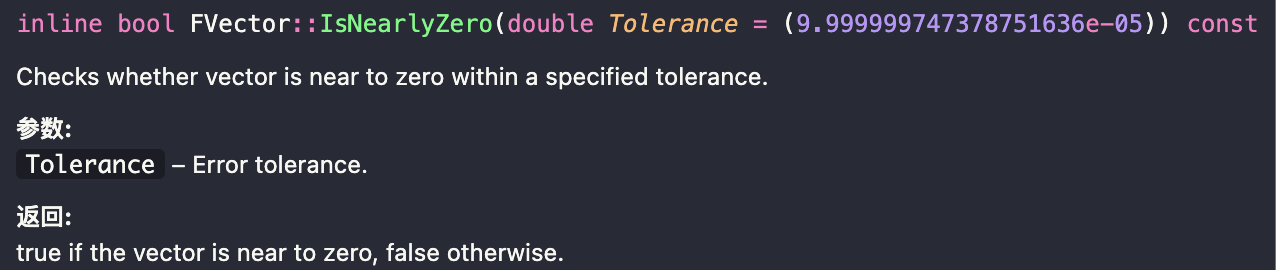 inline bool FVector::IsNearlyZero(double Tolerance = (9.999999747378751636e-05)) const
Checks whether vector is near to zero within a specified tolerance.
参数:
Tolerance – Error tolerance.
返回:
true if the vector is near to zero, false otherwise.